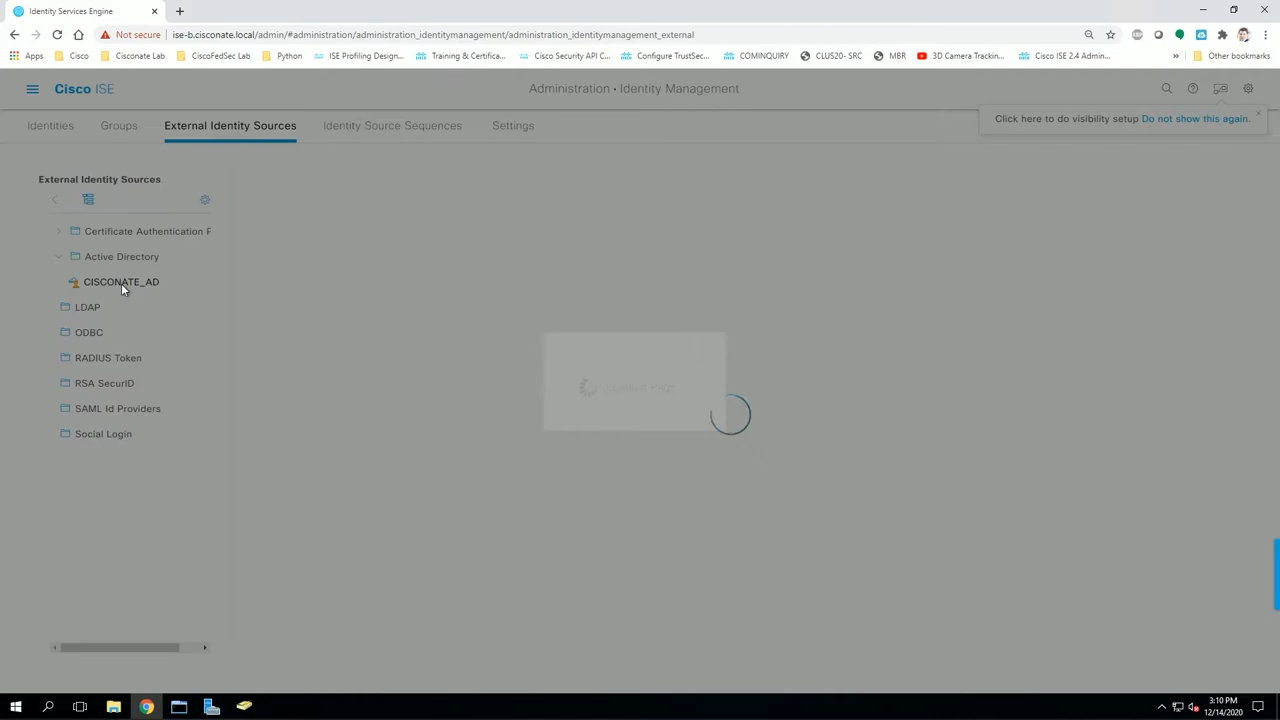 Identity Services Engine
Not secure
ise-b.cisconate.local/admin/#administration/administration_identitymanagement/administration_identitymanagement_external
Apps Cisco Cisconate Lab CiscoFedSec Lab Python ISE Profiling Design... Training & Certifica... Cisco Security API C... Configure TrustSec... COMINQUIRY CLUS20- SRC MBR 3D Camera Trackin... Cisco ISE 2.4 Admin... » Other bookmarks
Cisco ISE
Administration • Identity Management
Click here to do visibility setup Do not show this again.
Identities Groups External Identity Sources Identity Source Sequences Settings
External Identity Sources
Certificate Authentication P
Active Directory
CISCONATE_AD
LDAP
ODBC
RADIUS Token
RSA SecurID
SAML Id Providers
Social Login
3:10 PM
12/14/2020